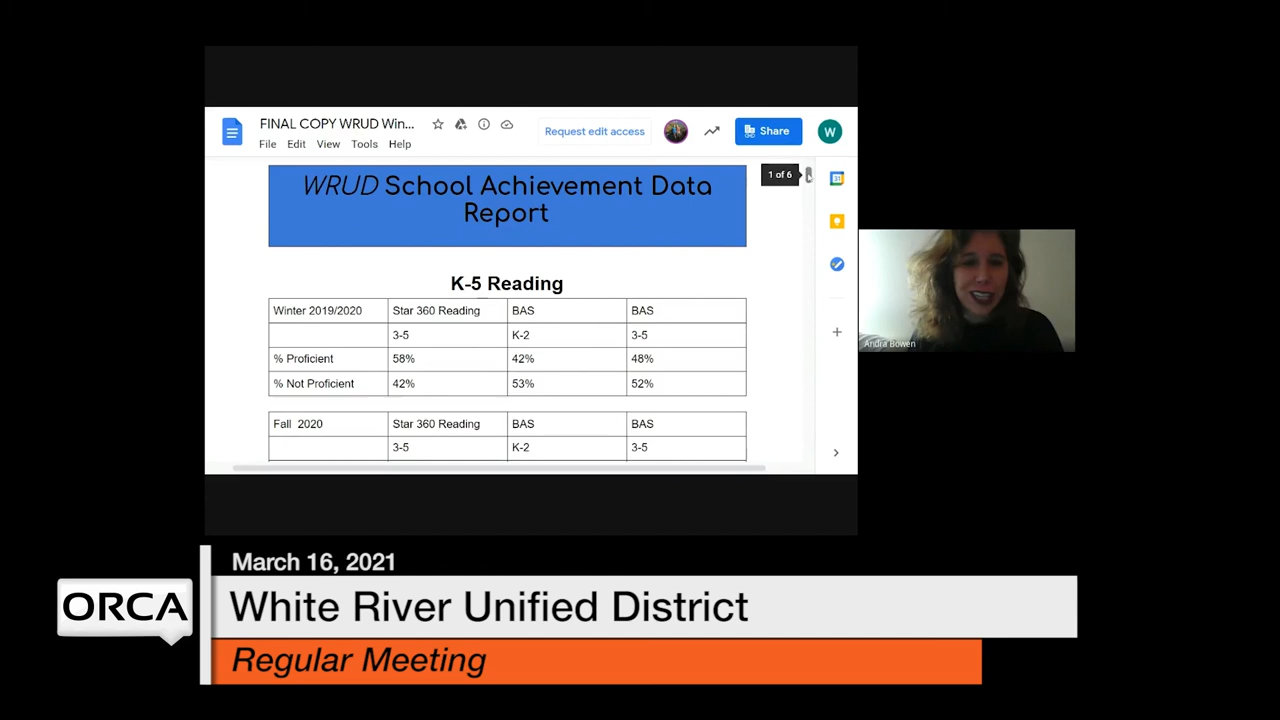 FINAL COPY WRUD Win...
File Edit View Tools Help
Request edit access
Share
W
WRUD School Achievement Data
Report
1 of 6
31
K-5 Reading
Winter 2019/2020 Star 360 Reading BAS BAS
3-5 K-2 3-5
% Proficient 58% 42% 48%
% Not Proficient 42% 53% 52%
Fall 2020 Star 360 Reading BAS BAS
3-5 K-2 3-5
Andra Bowen
March 16, 2021
ORCA
White River Unified District
Regular Meeting